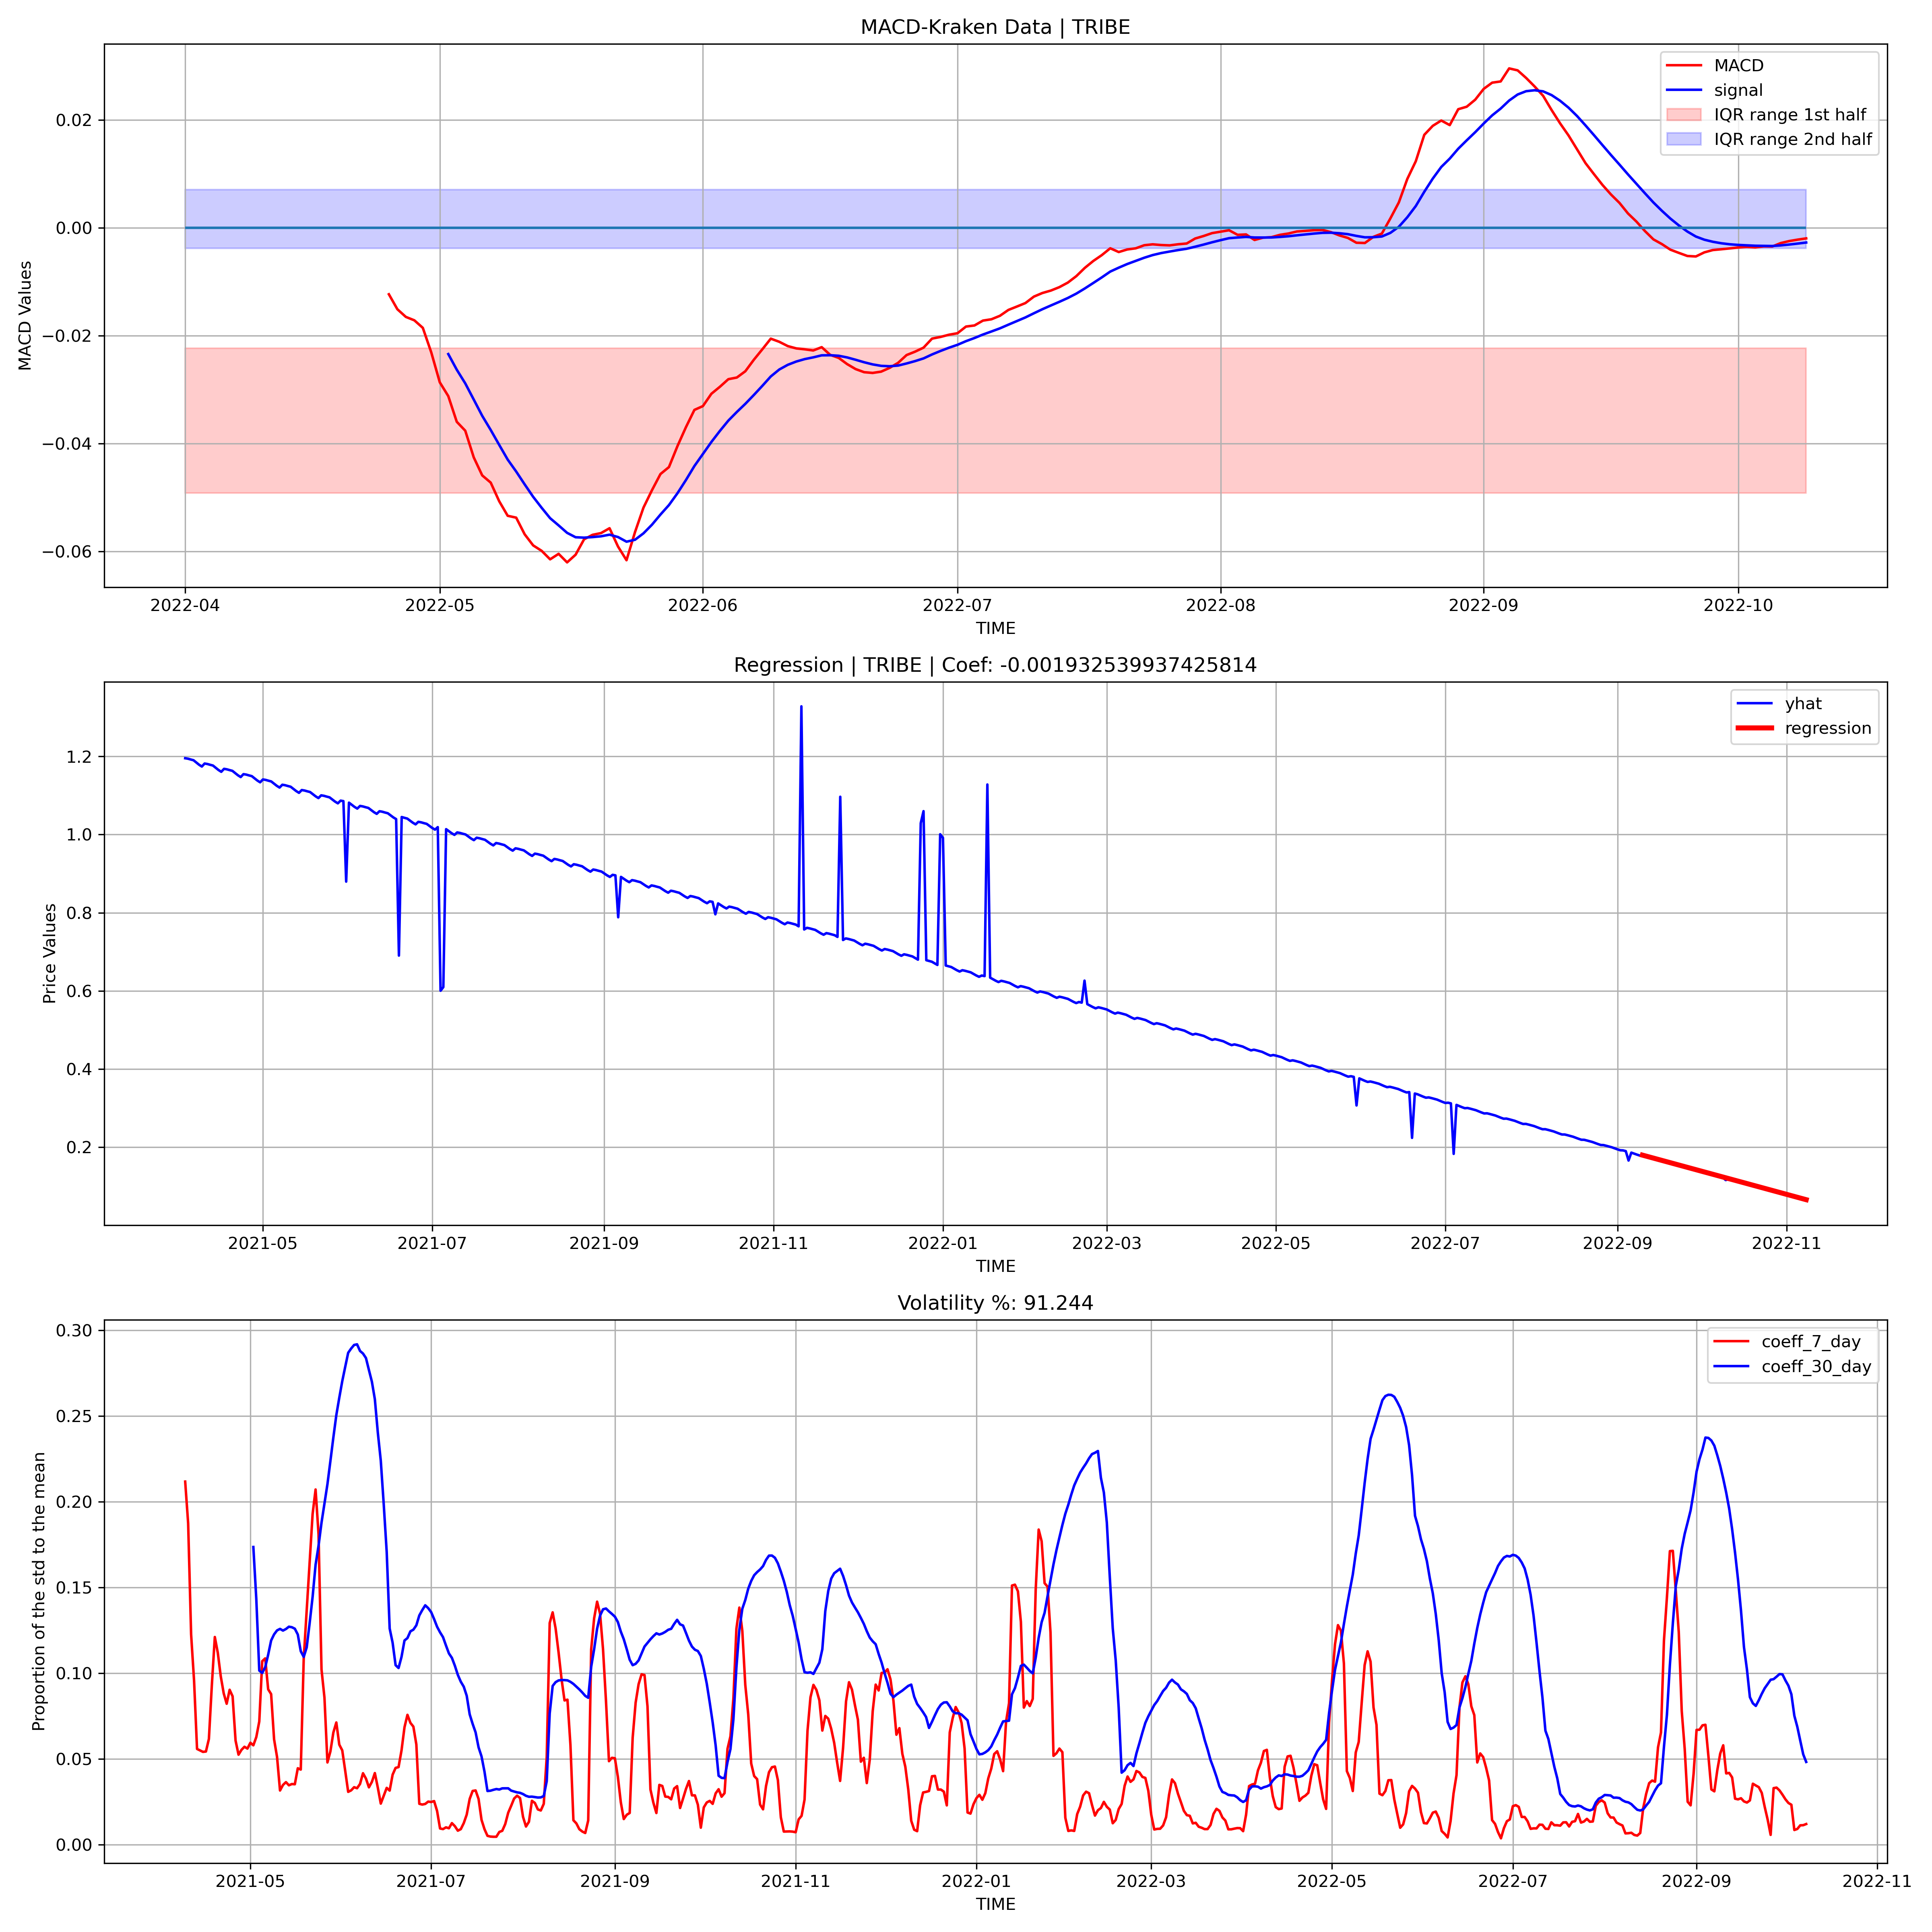 MACD-Kraken Data | TRIBE
MACD
signal
IQR range 1st half
IQR range 2nd half
MACD Values
0.02
0.00
−0.02
−0.04
−0.06
2022-04 2022-05 2022-06 2022-07 2022-08 2022-09 2022-10
TIME
Regression | TRIBE | Coef: -0.001932539937425814
yhat
regression
Price Values
1.2
1.0
0.8
0.6
0.4
0.2
2021-05 2021-07 2021-09 2021-11 2022-01 2022-03 2022-05 2022-07 2022-09 2022-11
TIME
Volatility %: 91.244
coeff_7_day
coeff_30_day
Proportion of the std to the mean
0.30
0.25
0.20
0.15
0.10
0.05
0.00
2021-05 2021-07 2021-09 2021-11 2022-01 2022-03 2022-05 2022-07 2022-09 2022-11
TIME